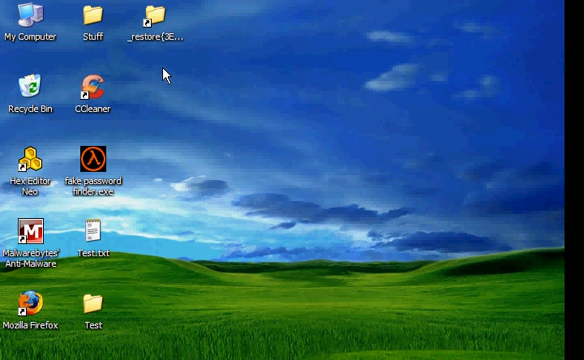 My Computer
Stuff
_restore{3E...
Recycle Bin
CCleaner
Hex Editor
Neo
fake password
finder.exe
Malwarebytes'
Anti-Malware
Test.txt
Mozilla Firefox
Test